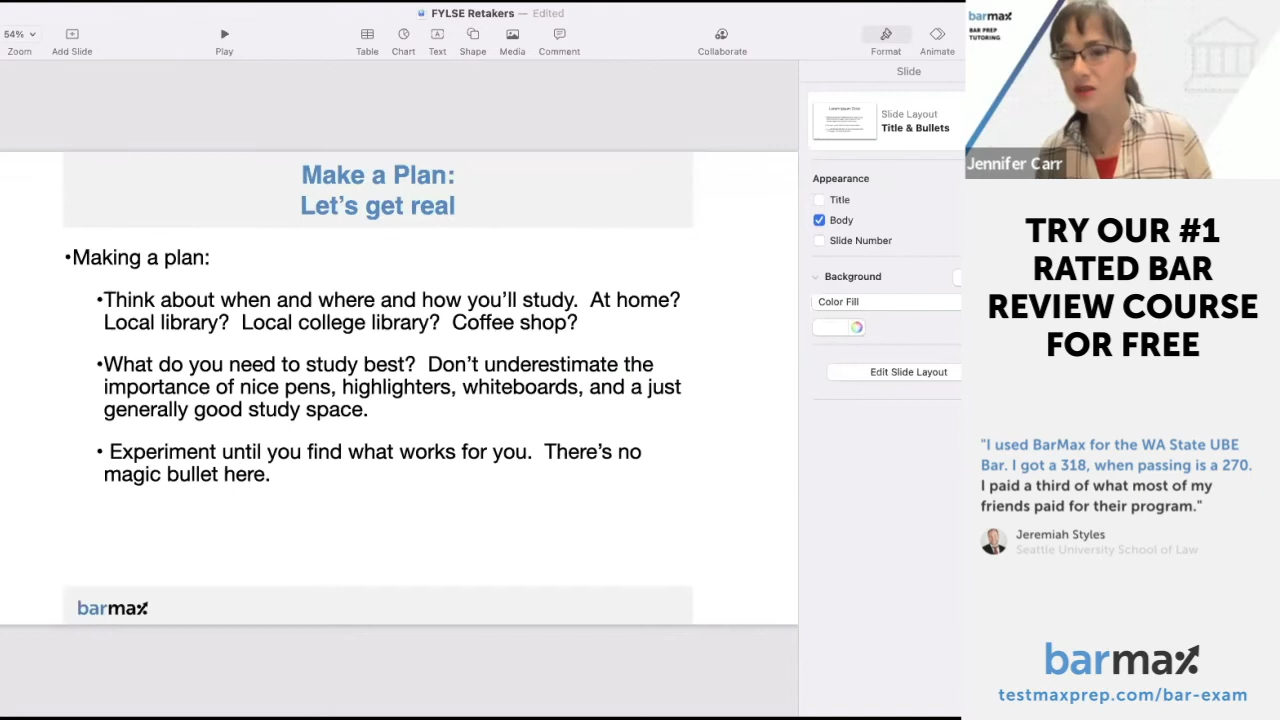 FYLSE Retakers — Edited
54%
Zoom
Add Slide
Play
Table
Chart
Text
Shape
Media
Comment
Collaborate
Format
Animate
Make a Plan:
Let's get real
•Making a plan:
•Think about when and where and how you'll study.  At home?
Local library?  Local college library?  Coffee shop?
•What do you need to study best?  Don't underestimate the
importance of nice pens, highlighters, whiteboards, and a just
generally good study space.
• Experiment until you find what works for you.  There's no
magic bullet here.
barmax
Slide
Slide Layout
Title & Bullets
Appearance
Title
Body
Slide Number
Background
Color Fill
Edit Slide Layout
barmax
BAR PREP
TUTORING
Jennifer Carr
TRY OUR #1
RATED BAR
REVIEW COURSE
FOR FREE
"I used BarMax for the WA State UBE
Bar. I got a 318, when passing is a 270.
I paid a third of what most of my
friends paid for their program."
Jeremiah Styles
Seattle University School of Law
barmax
testmaxprep.com/bar-exam